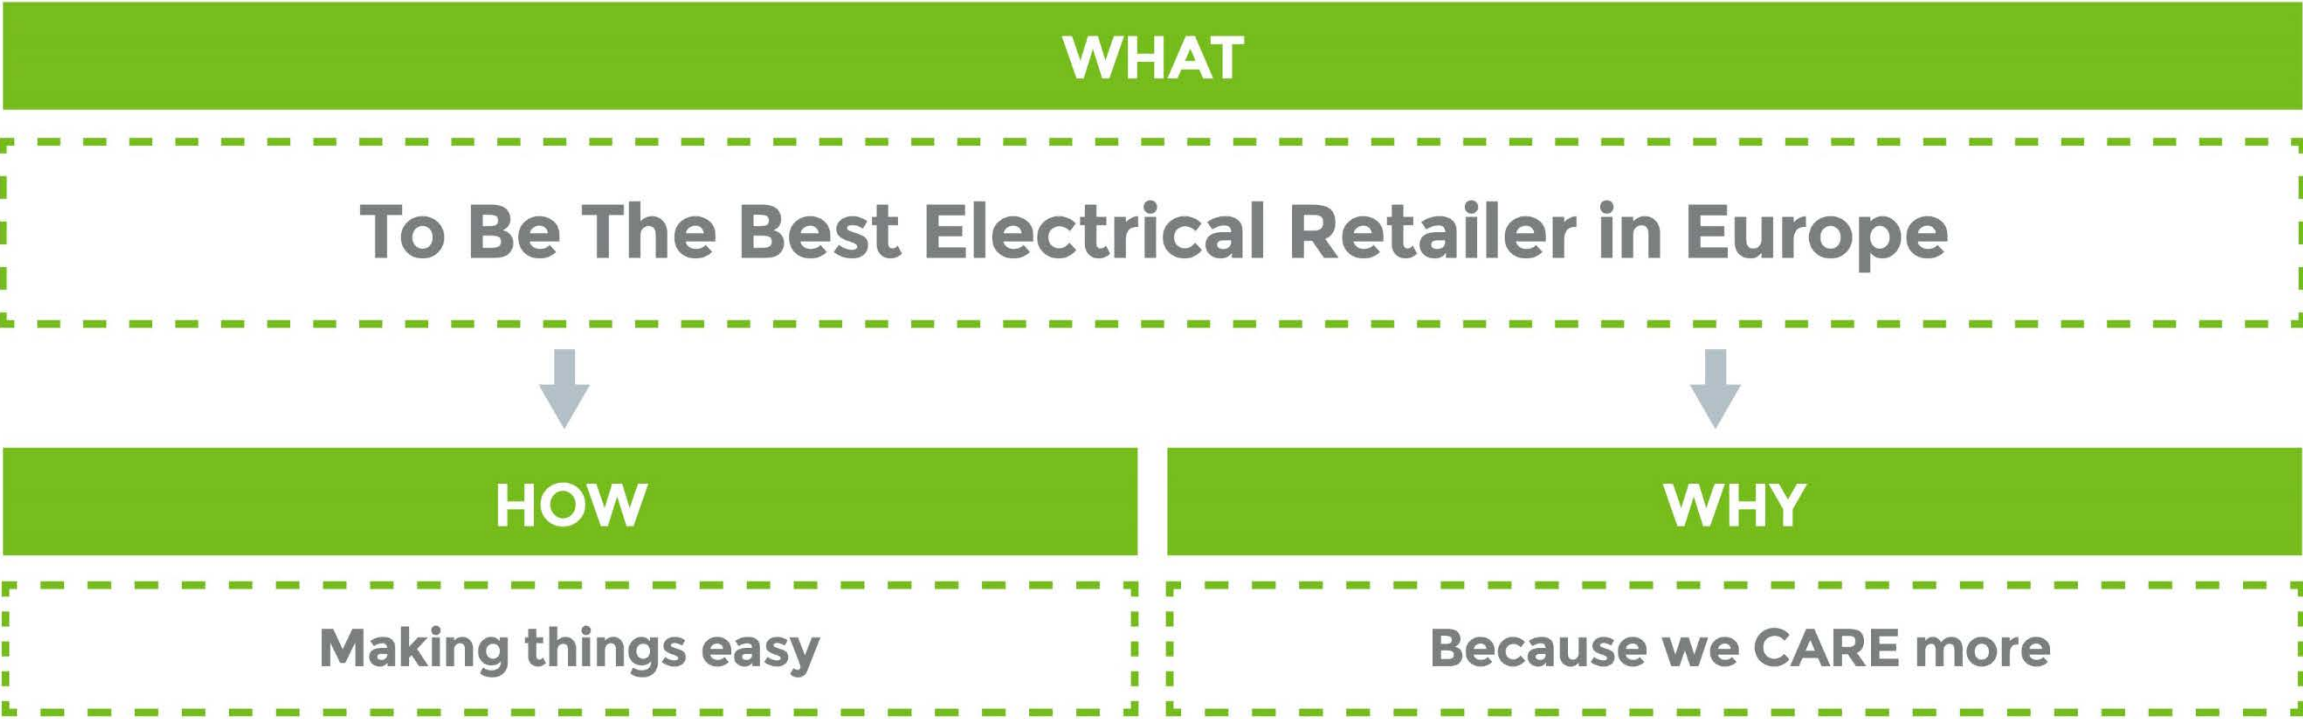 WHAT
To Be The Best Electrical Retailer in Europe
HOW
WHY
Making things easy
Because we CARE more